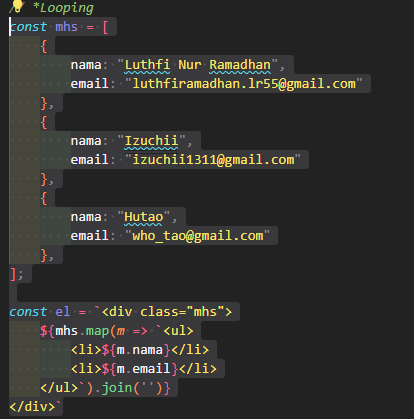 // *Looping
const mhs = [
    {
        nama: "Luthfi Nur Ramadhan",
        email: "luthfiramadhan.lr55@gmail.com"
    },
    {
        nama: "Izuchii",
        email: "izuchii1311@gmail.com"
    },
    {
        nama: "Hutao",
        email: "who_tao@gmail.com"
    },
];

const el = `<div class="mhs">
    ${mhs.map(m => `<ul>
        <li>${m.nama}</li>
        <li>${m.email}</li>
    </ul>`).join('')}
</div>`